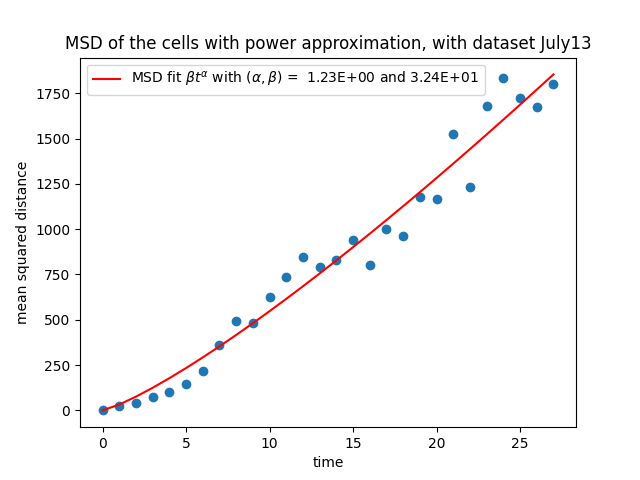 MSD of the cells with power approximation, with dataset July13
MSD fit βt^α with (α, β) =  1.23E+00 and 3.24E+01
1750
1500
1250
1000
750
500
250
0
mean squared distance
0 5 10 15 20 25
time